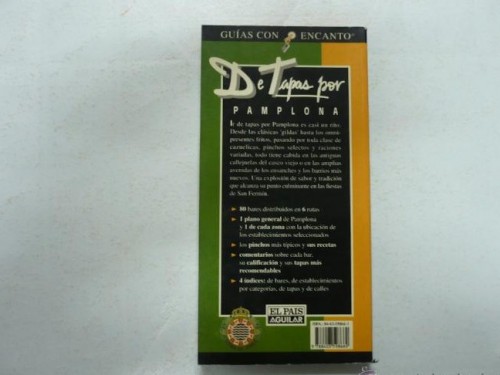 GUÍAS CON ENCANTO
De Tapas por
PAMPLONA
Ir de tapas por Pamplona es casi un rito.
Desde las clásicas 'gildas' hasta los omni-
presentes fritos, pasando por toda clase de
cazuelicas, pinchos selectos y raciones
variadas, todo tiene cabida en las antiguas
callejuelas del casco viejo o en las amplias
avenidas de los ensanches y los barrios más
nuevos. Una explosión de sabor y tradición
que alcanza su punto culminante en las fiestas
de San Fermín.
80 bares distribuidos en 6 rutas
1 plano general de Pamplona
y 1 de cada zona con la ubicación de
los establecimientos seleccionados
los pinchos más típicos y sus recetas
comentarios sobre cada bar,
su calificación y sus tapas más
recomendables
4 índices: de bares, de establecimientos
por categorías, de tapas y de calles
EL PAIS
AGUILAR